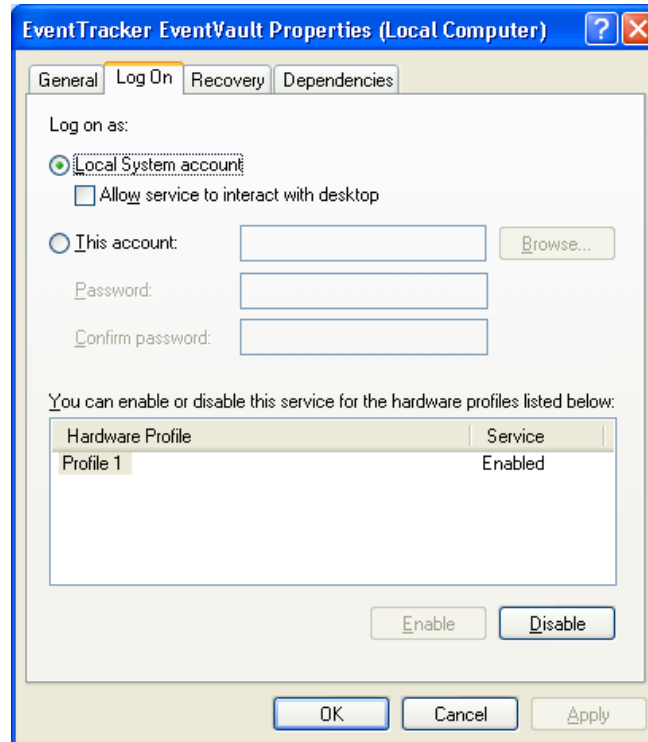 EventTracker EventVault Properties (Local Computer) ?
General Log On Recovery Dependencies
Log on as:
Local System account
Allow service to interact with desktop
This account: Browse...
Password:
Confirm password:
You can enable or disable this service for the hardware profiles listed below:
Hardware Profile Service
Profile 1 Enabled
Enable Disable
OK Cancel Apply